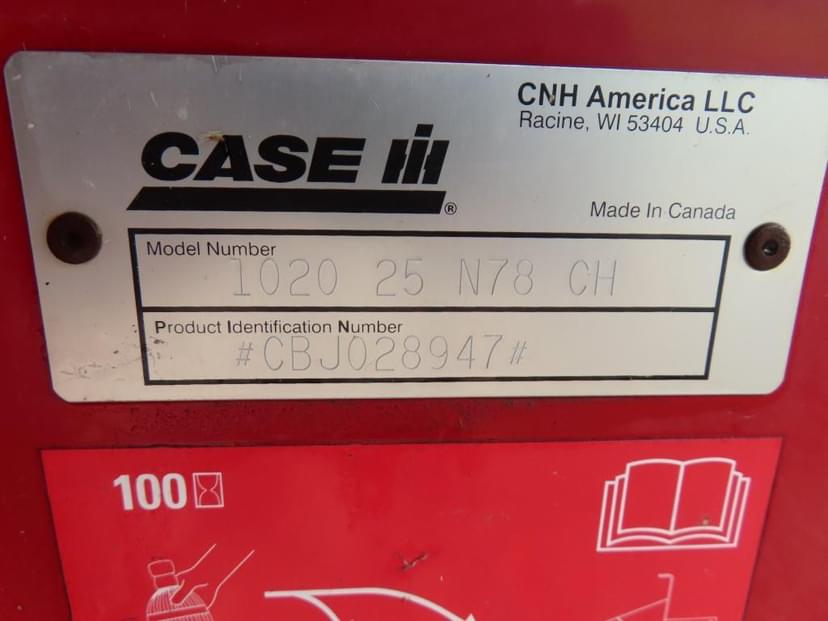 CNH America LLC
Racine, WI 53404 U.S.A.
CASE IH
®
Made In Canada
Model Number
1020 25 N78 CH
Product Identification Number
#CBJ028947#
100